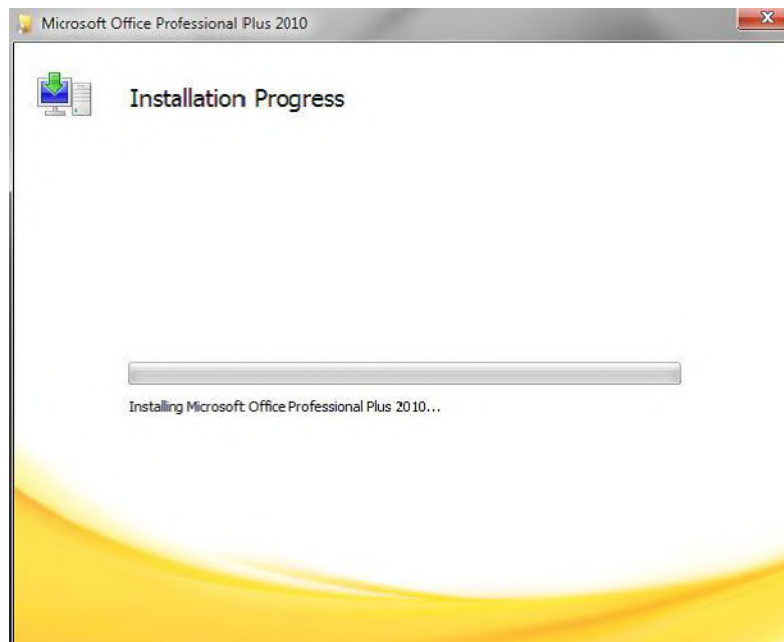 Microsoft Office Professional Plus 2010
Installation Progress
Installing Microsoft Office Professional Plus 2010...